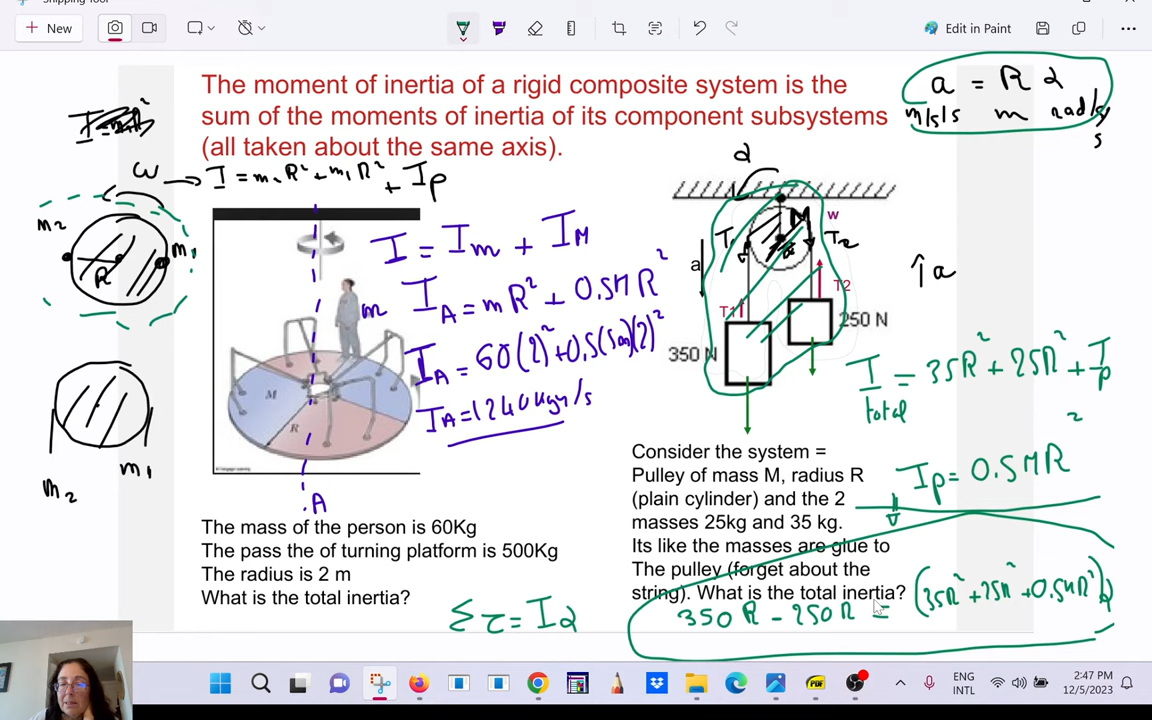 Snipping Tool
New
Edit in Paint
The moment of inertia of a rigid composite system is the
sum of the moments of inertia of its component subsystems
(all taken about the same axis).
a = R α
m/s/s m rad/s/s
ω → I = m₂R² + m₁R² + Ip
m₂
m₁
R
m₂
m₁
I = Im + IM
m
I_A = mR² + 0.5MR²
I_A = 60(2)² + 0.5(500)(2)²
I_A = 1240 Kgm/s
M
R
A
α
M
w
T₁
T₂
R
a
T1
T2
↑a
350 N
250 N
I total = 35R² + 25R² + Ip
Ip = 0.5MR²
Consider the system =
Pulley of mass M, radius R
(plain cylinder) and the 2
masses 25kg and 35 kg.
Its like the masses are glue to
The pulley (forget about the
string). What is the total inertia?
350R - 250R = (35R² + 25R² + 0.5MR²)α
The mass of the person is 60Kg
The pass the of turning platform is 500Kg
The radius is 2 m
What is the total inertia?
Στ = Iα
ENG
INTL
2:47 PM
12/5/2023